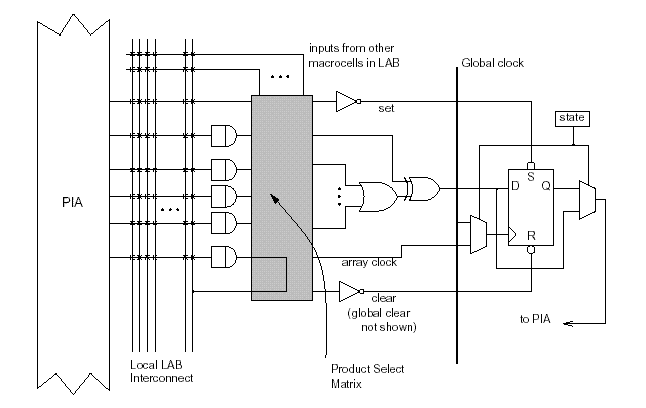 inputs from other
macrocells in LAB
Global clock
set
state
PIA
D
S
Q
R
array clock
clear
(global clear
not shown)
to PIA
Local LAB
Interconnect
Product Select
Matrix